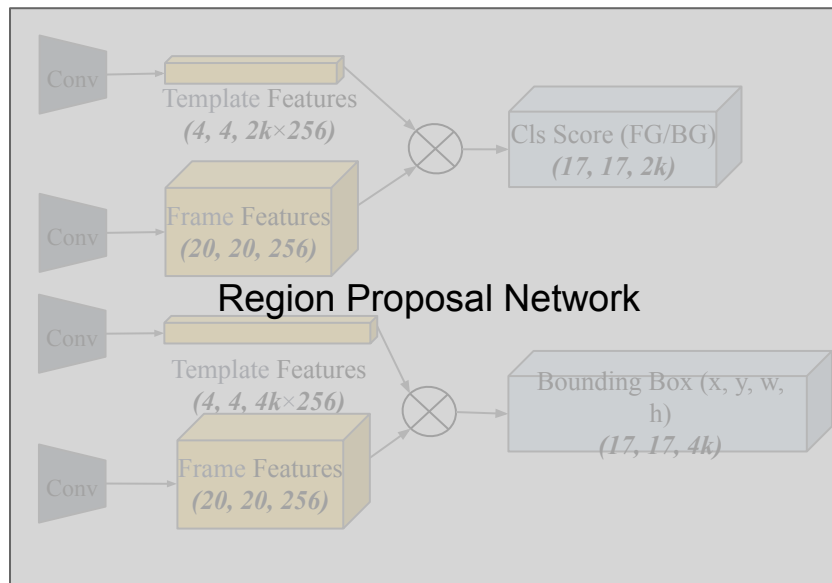 Conv
Template Features
(4, 4, 2k×256)
Cls Score (FG/BG)
(17, 17, 2k)
Conv
Frame Features
(20, 20, 256)
Region Proposal Network
Conv
Template Features
(4, 4, 4k×256)
Bounding Box (x, y, w,
h)
(17, 17, 4k)
Conv
Frame Features
(20, 20, 256)